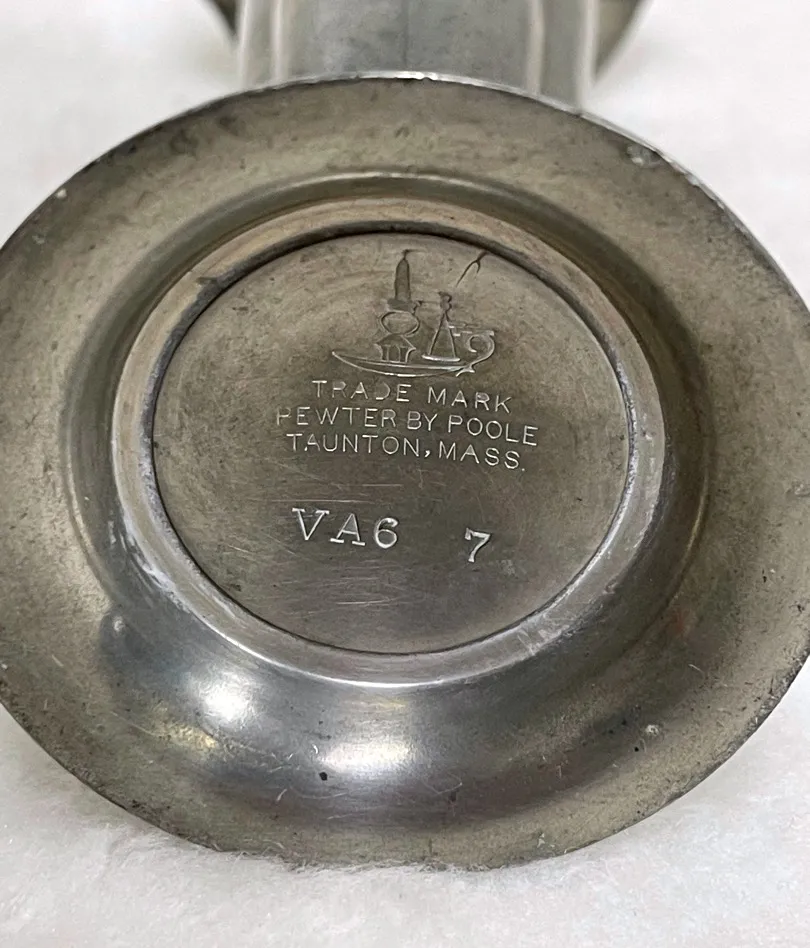 TRADE MARK
PEWTER BY POOLE
TAUNTON, MASS.
VA6 7